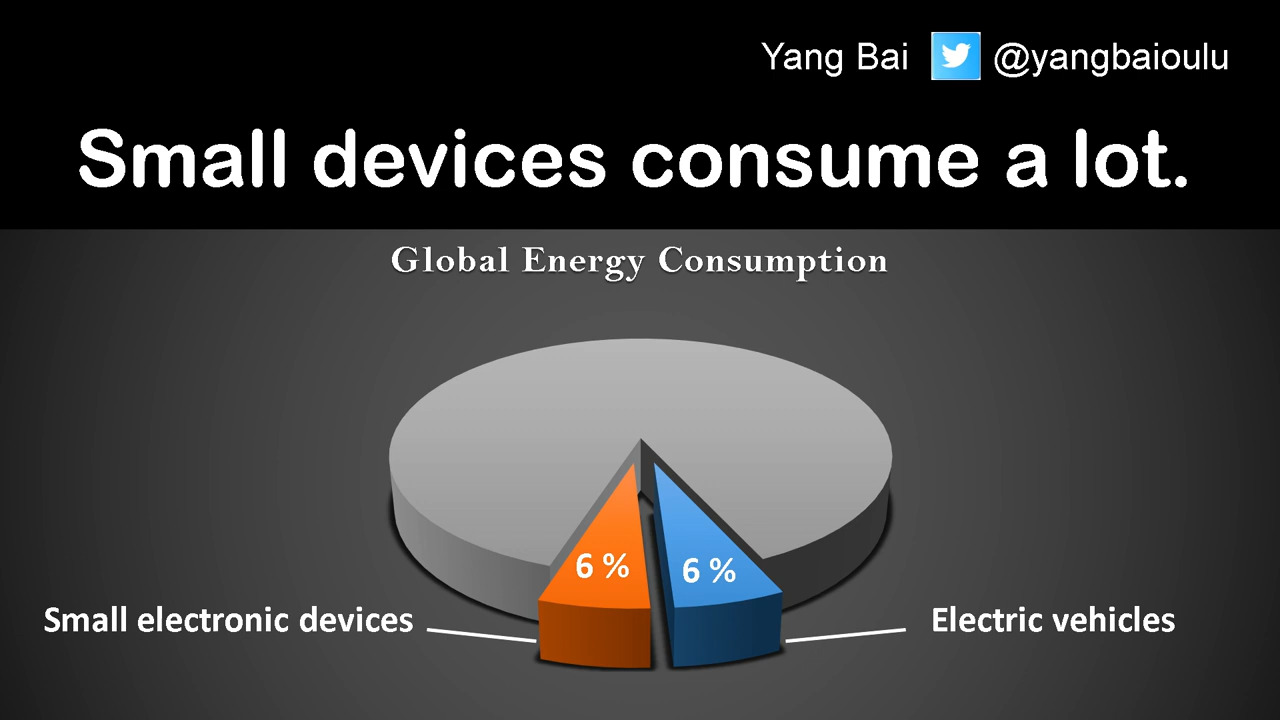 Yang Bai @yangbaioulu
Small devices consume a lot.
Global Energy Consumption
6 % 6 %
Small electronic devices Electric vehicles